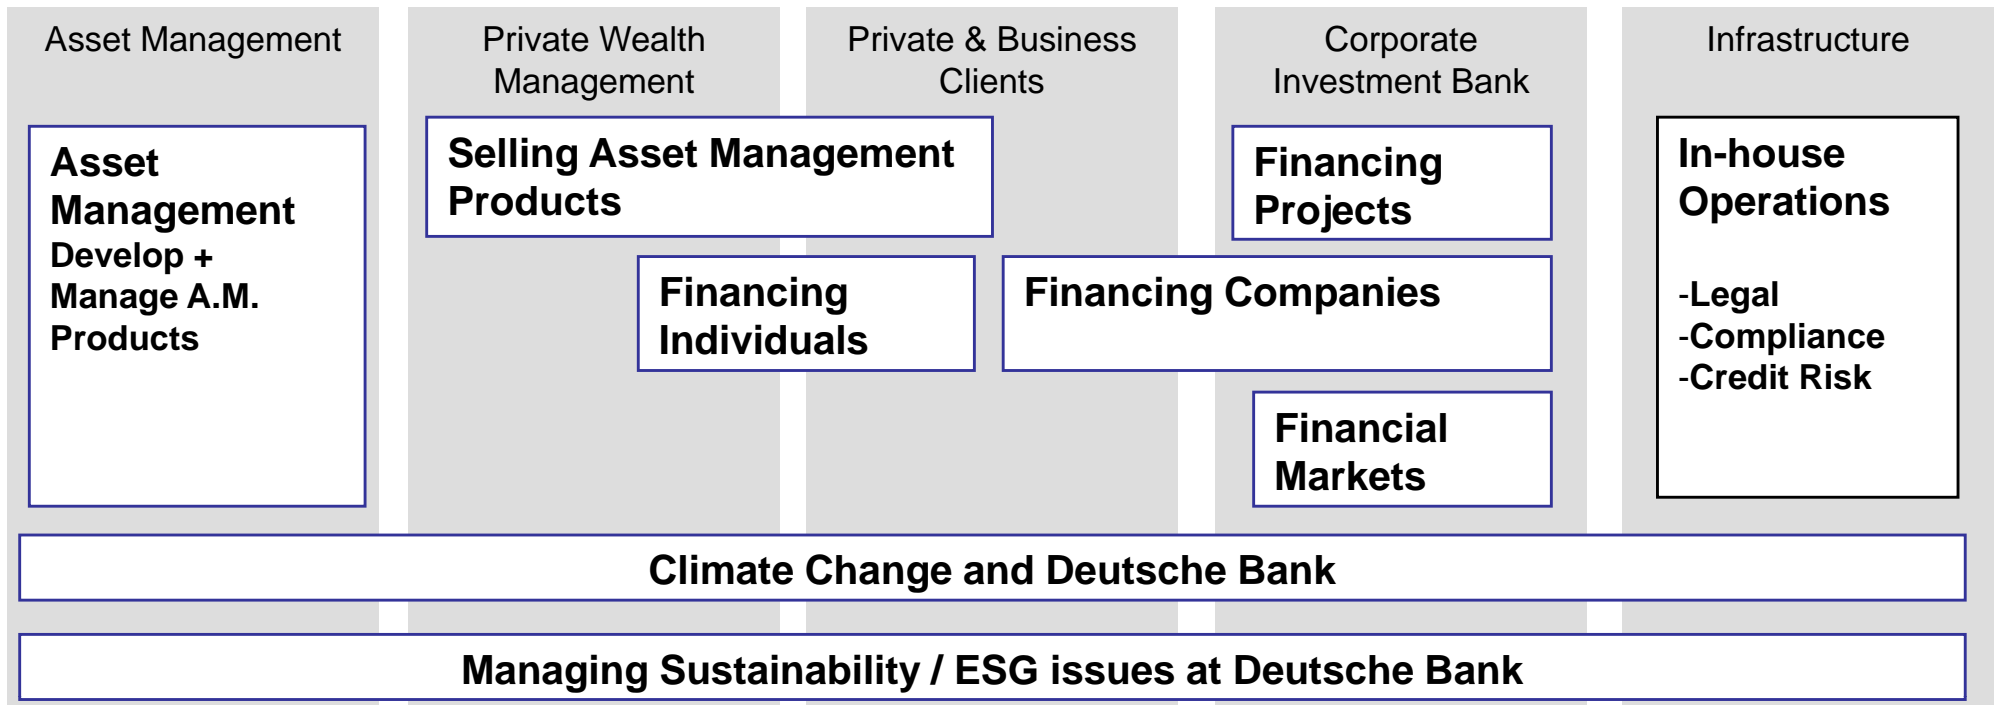 Asset Management
Private Wealth
Management
Private & Business
Clients
Corporate
Investment Bank
Infrastructure
Asset
Management
Develop +
Manage A.M.
Products
Selling Asset Management
Products
Financing
Individuals
Financing
Projects
Financing Companies
Financial
Markets
In-house
Operations
-Legal
-Compliance
-Credit Risk
Climate Change and Deutsche Bank
Managing Sustainability / ESG issues at Deutsche Bank